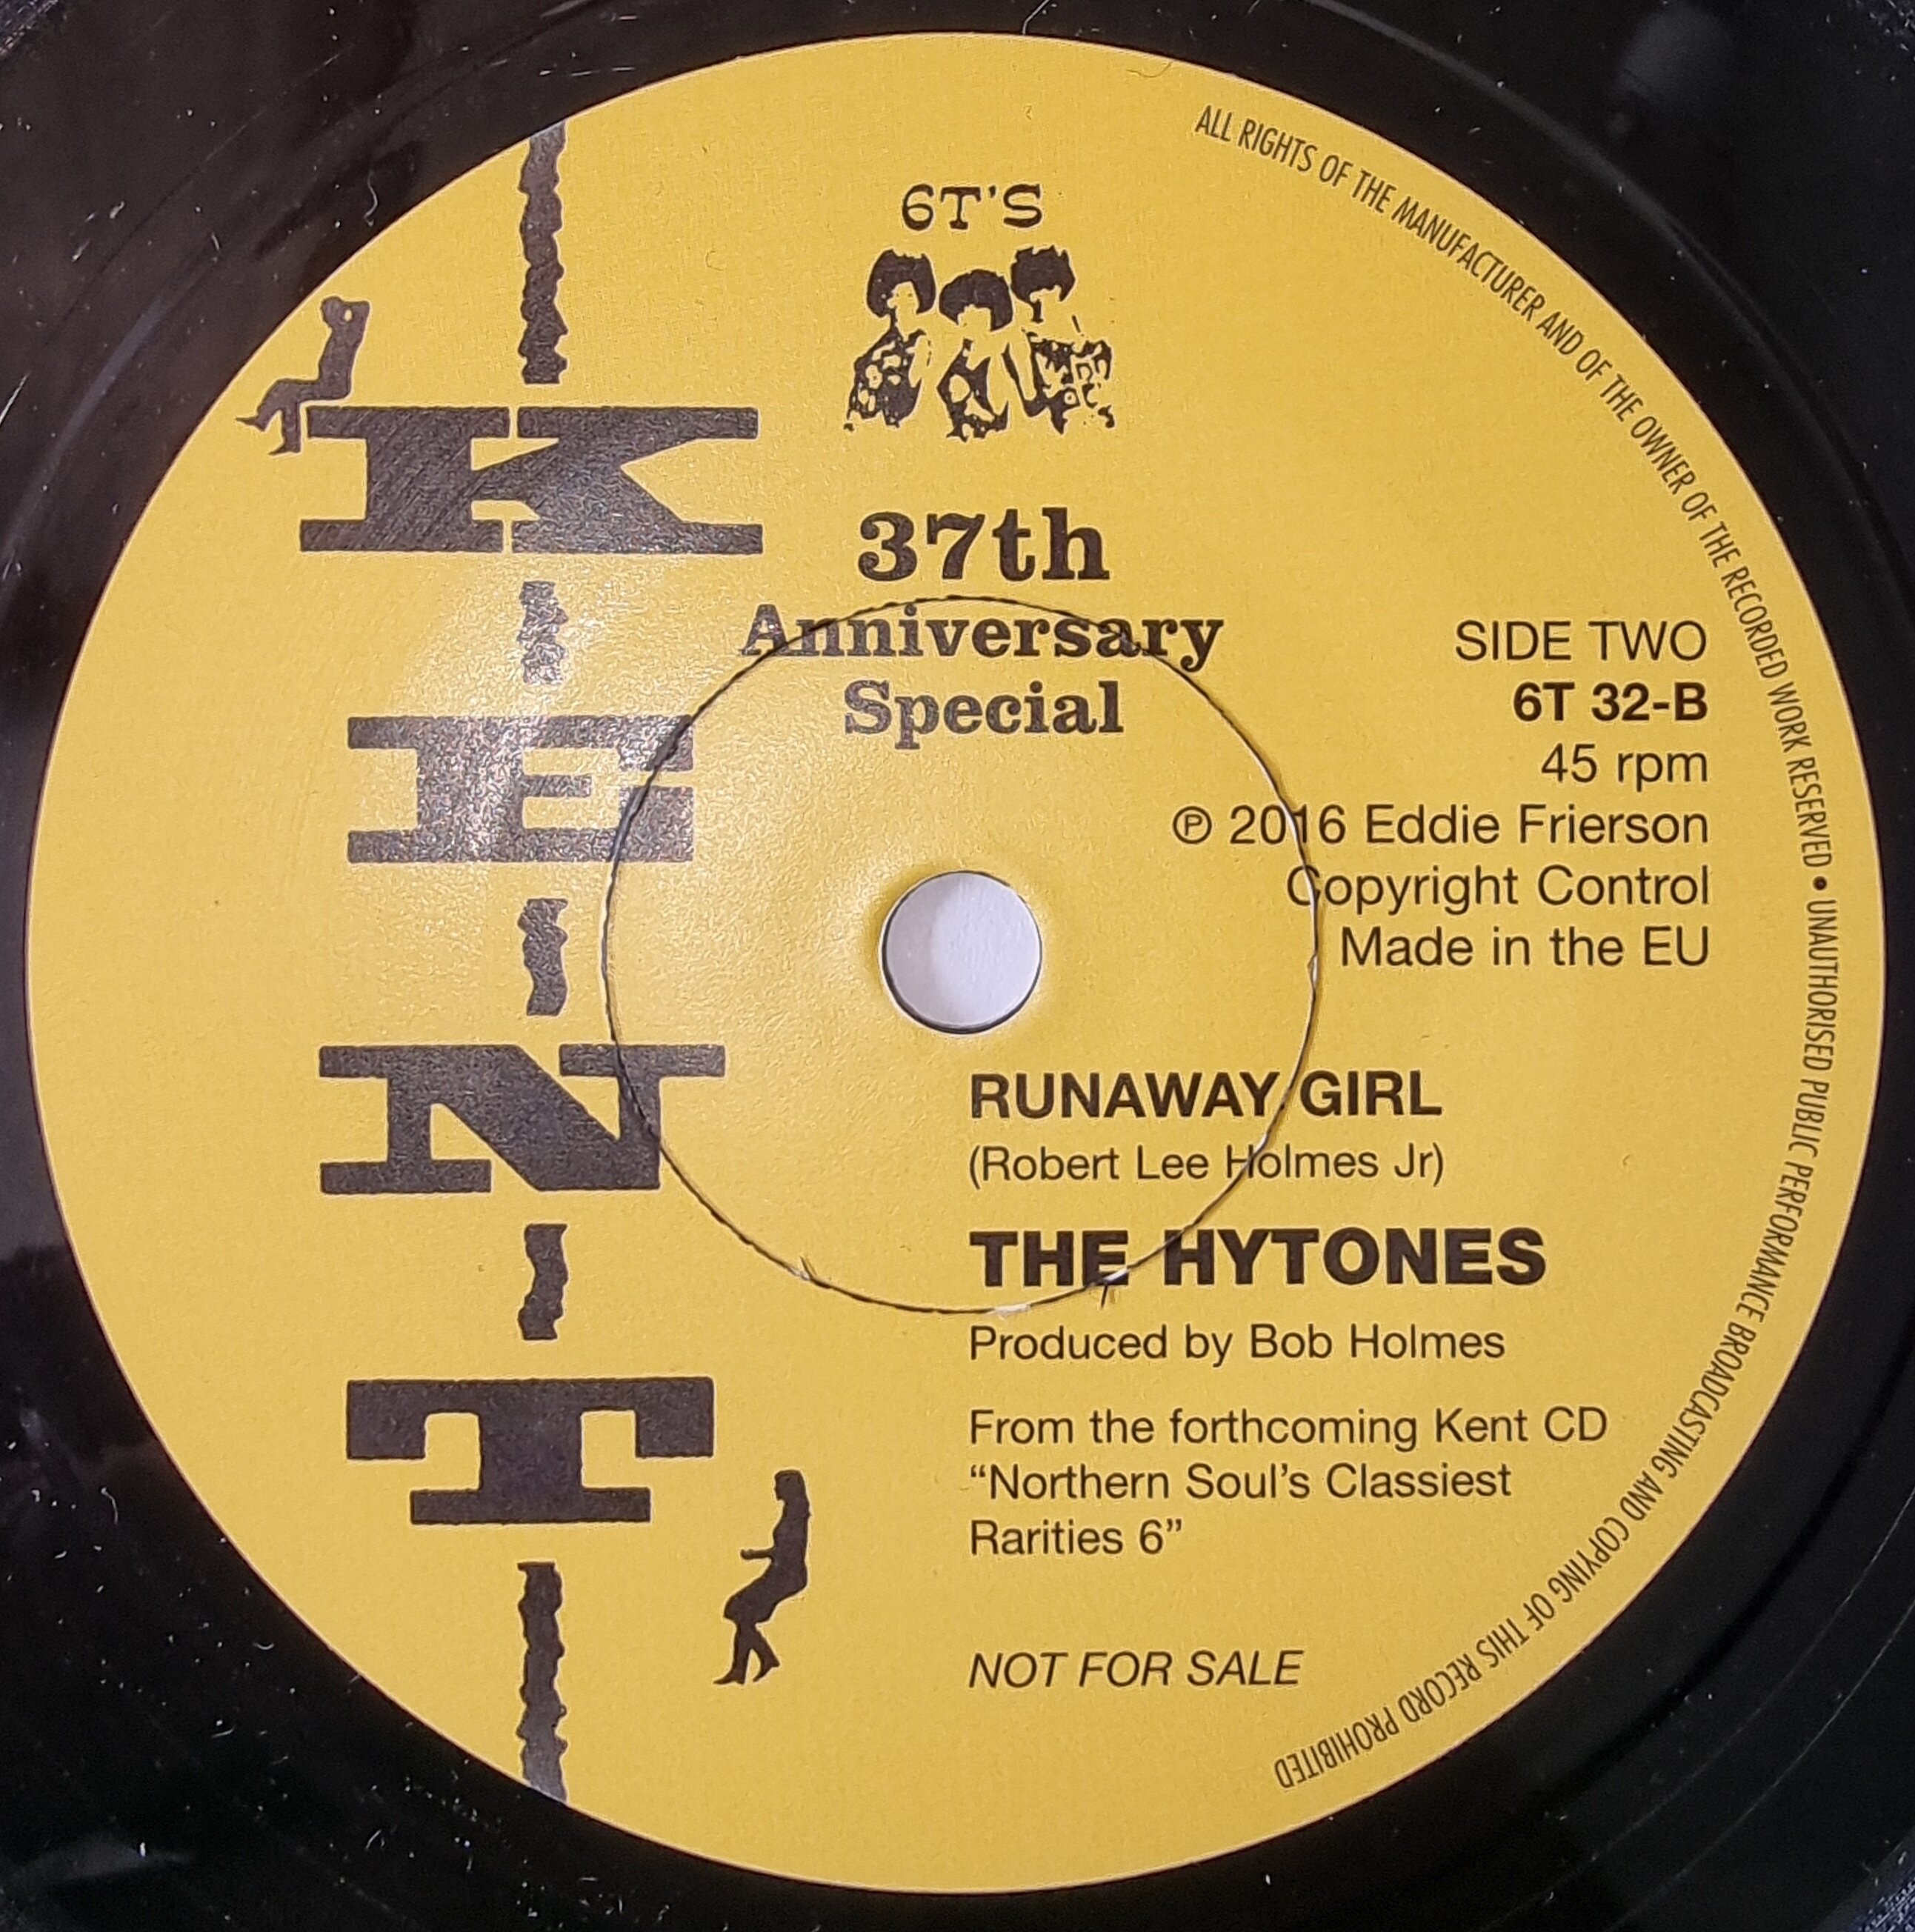 6T'S
37th
Anniversary
Special
KENT
SIDE TWO
6T 32-B
45 rpm
℗ 2016 Eddie Frierson
Copyright Control
Made in the EU
RUNAWAY GIRL
(Robert Lee Holmes Jr)
THE HYTONES
Produced by Bob Holmes
From the forthcoming Kent CD
“Northern Soul’s Classiest
Rarities 6”
NOT FOR SALE
ALL RIGHTS OF THE MANUFACTURER AND OF THE OWNER OF THE RECORDED WORK RESERVED • UNAUTHORISED PUBLIC PERFORMANCE BROADCASTING AND COPYING OF THIS RECORD PROHIBITED